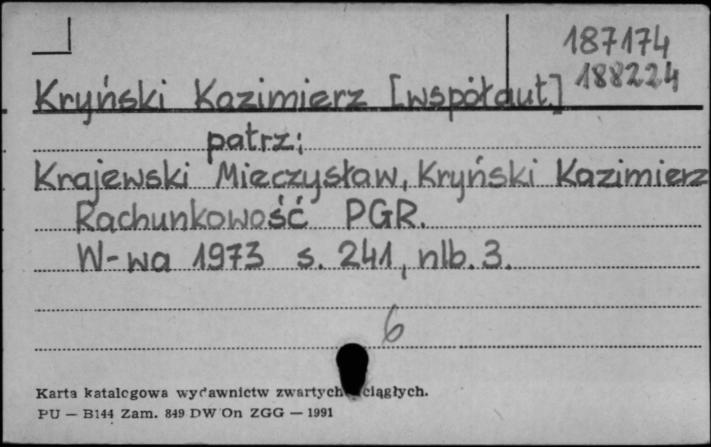 187174
188224
Kryński Kazimierz [współaut.]
patrz:
Krajewski Mieczysław, Kryński Kazimierz
Rachunkowość PGR.
W-wa 1973 s. 241, nlb. 3.
6
Karta katalogowa wydawnictw zwartych ciągłych.
PU — B144 Zam. 849 DW On ZGG — 1991